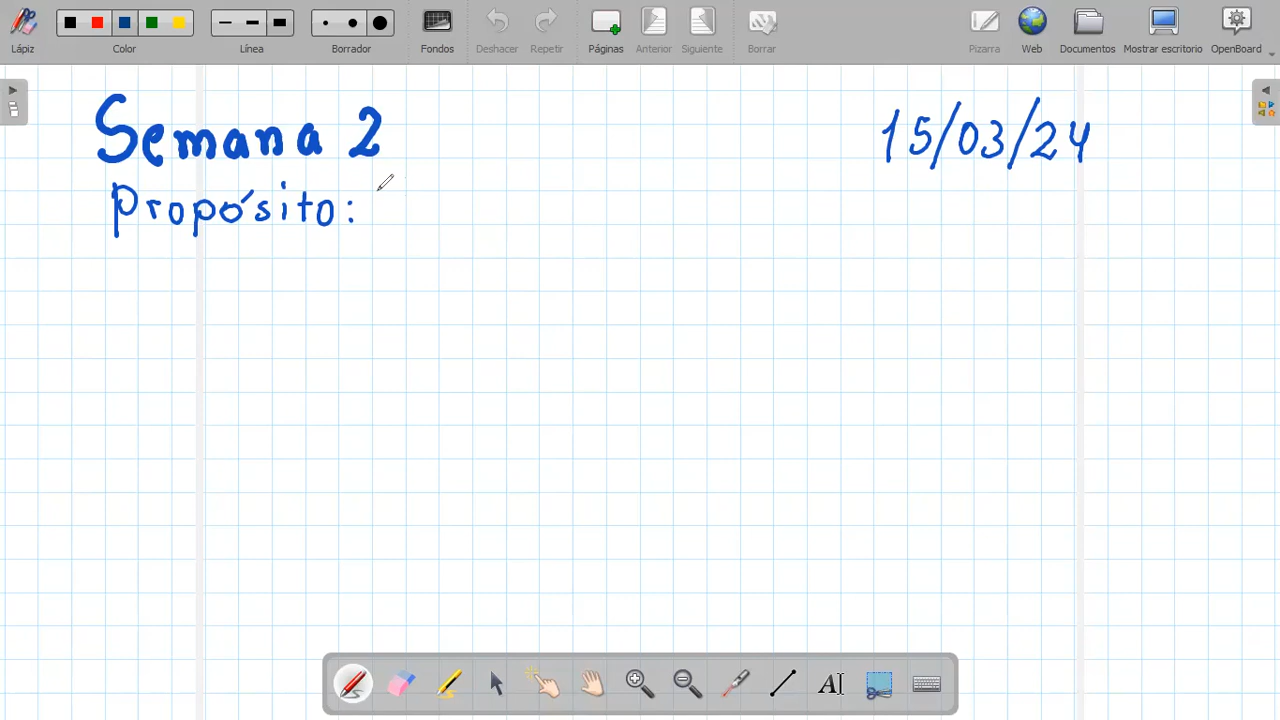 Lápiz Color Línea Borrador Fondos Deshacer Repetir Páginas Anterior Siguiente Borrar Pizarra Web Documentos Mostrar escritorio OpenBoard
Semana 2 15/03/24
Propósito:
AI